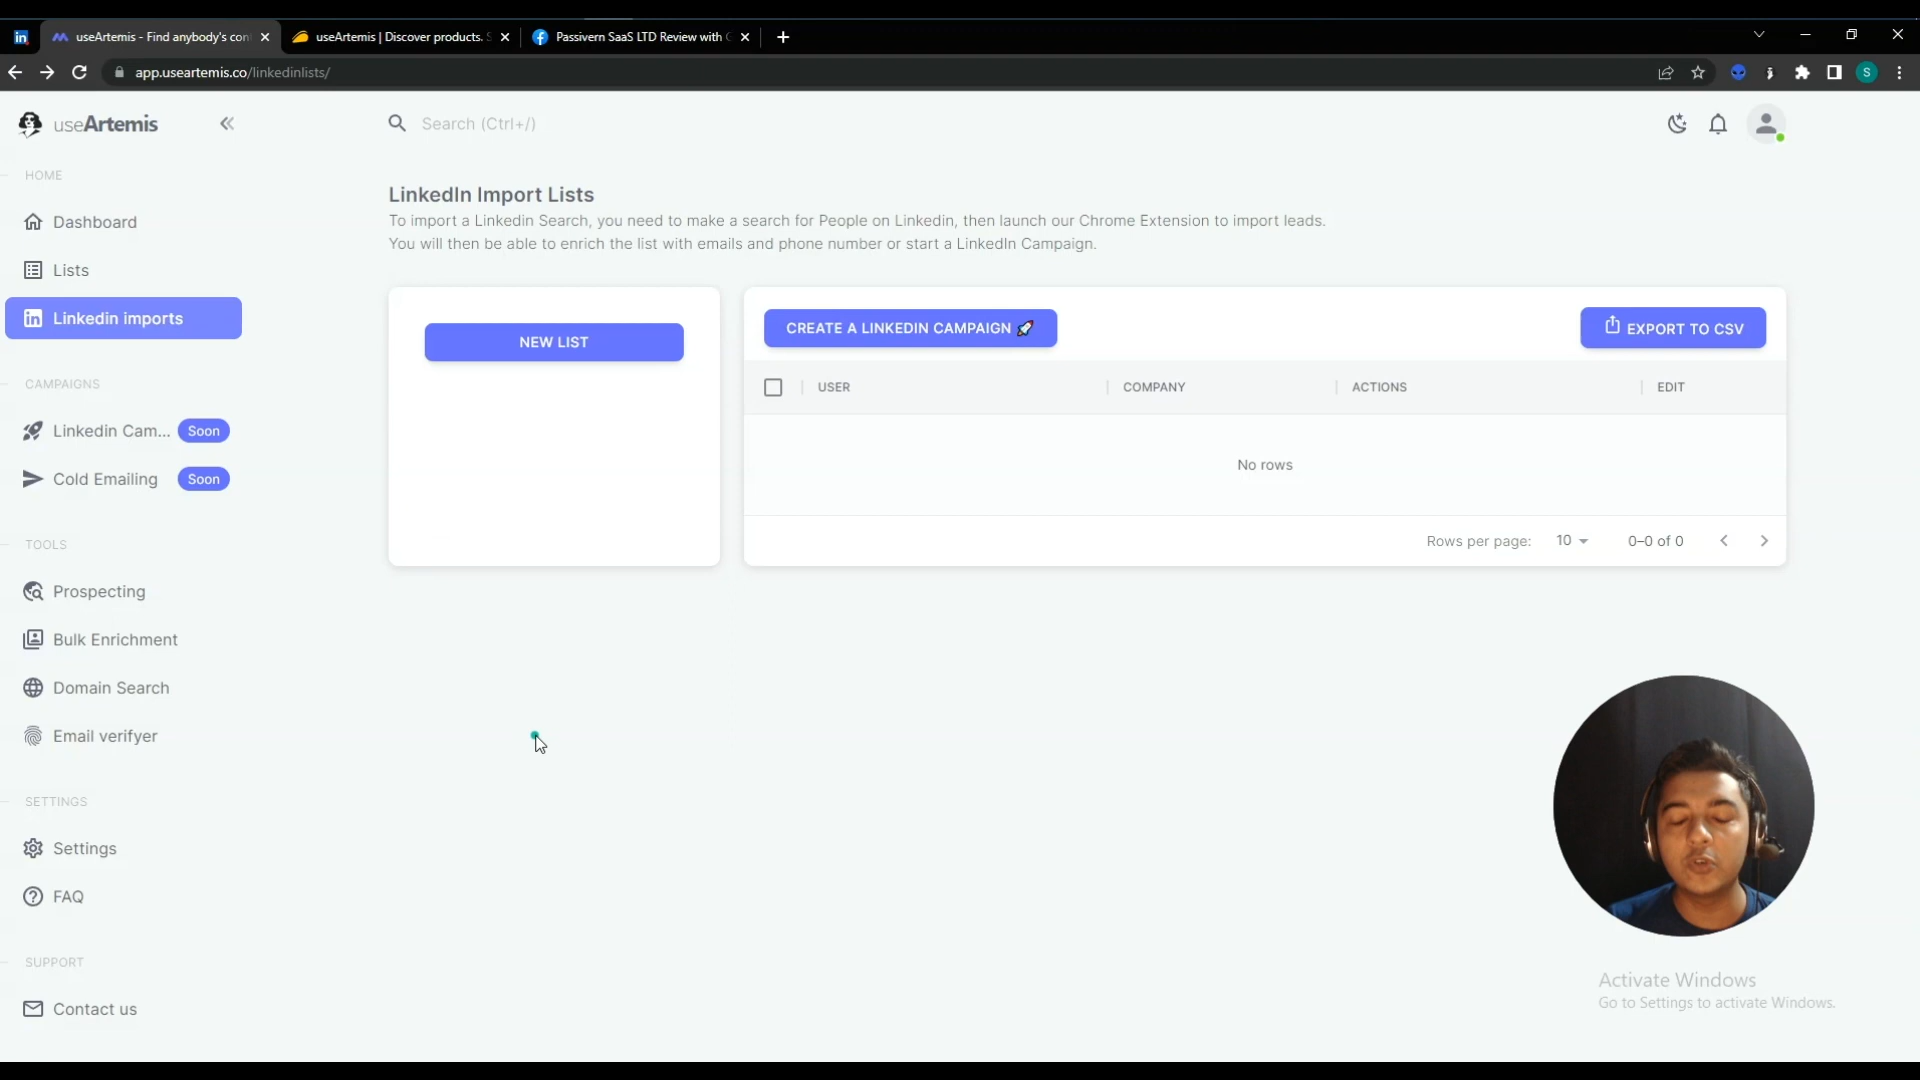 useArtemis - Find anybody's con
useArtemis | Discover products. S
Passivern SaaS LTD Review with
app.useartemis.co/linkedinlists/
S
useArtemis
Search (Ctrl+/)
HOME
Dashboard
Lists
Linkedin imports
CAMPAIGNS
Linkedin Cam... Soon
Cold Emailing Soon
TOOLS
Prospecting
Bulk Enrichment
Domain Search
Email verifyer
SETTINGS
Settings
FAQ
SUPPORT
Contact us
LinkedIn Import Lists
To import a Linkedin Search, you need to make a search for People on Linkedin, then launch our Chrome Extension to import leads.
You will then be able to enrich the list with emails and phone number or start a LinkedIn Campaign.
NEW LIST
CREATE A LINKEDIN CAMPAIGN 🚀
EXPORT TO CSV
USER COMPANY ACTIONS EDIT
No rows
Rows per page: 10 0–0 of 0
Activate Windows
Go to Settings to activate Windows.